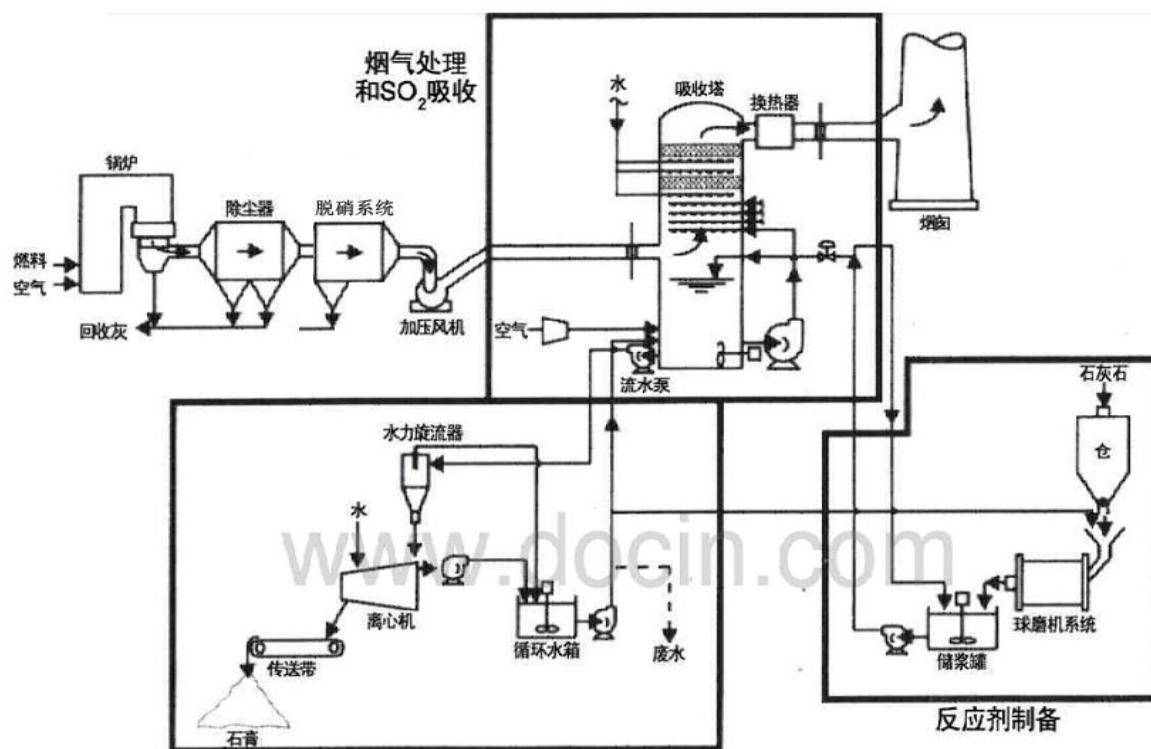 烟气处理
和SO₂吸收
水
吸收塔
换热器
锅炉
除尘器
脱硝系统
烟囱
燃料
空气
回收灰
加压风机
空气
流水泵
石灰石
仓
水力旋流器
水
www.docin.com
离心机
循环水箱
废水
球磨机系统
储浆罐
传送带
石膏
反应剂制备